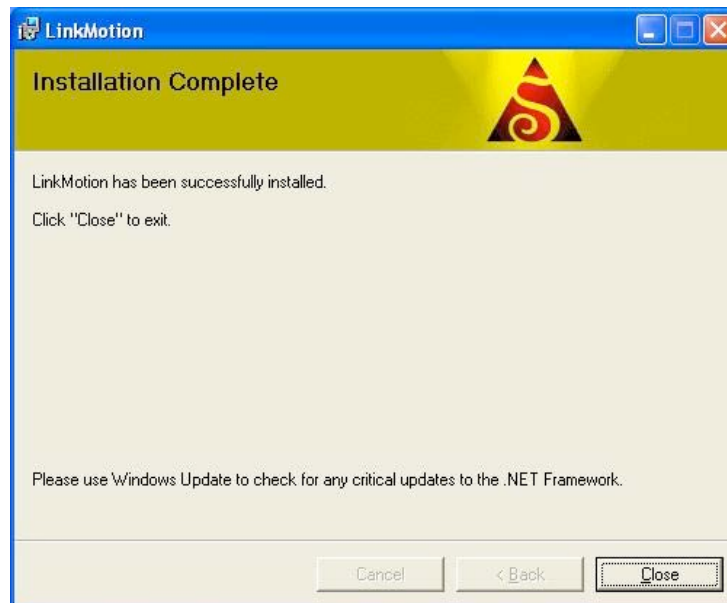 LinkMotion
Installation Complete
S
LinkMotion has been successfully installed.
Click "Close" to exit.
Please use Windows Update to check for any critical updates to the .NET Framework.
Cancel
< Back
Close